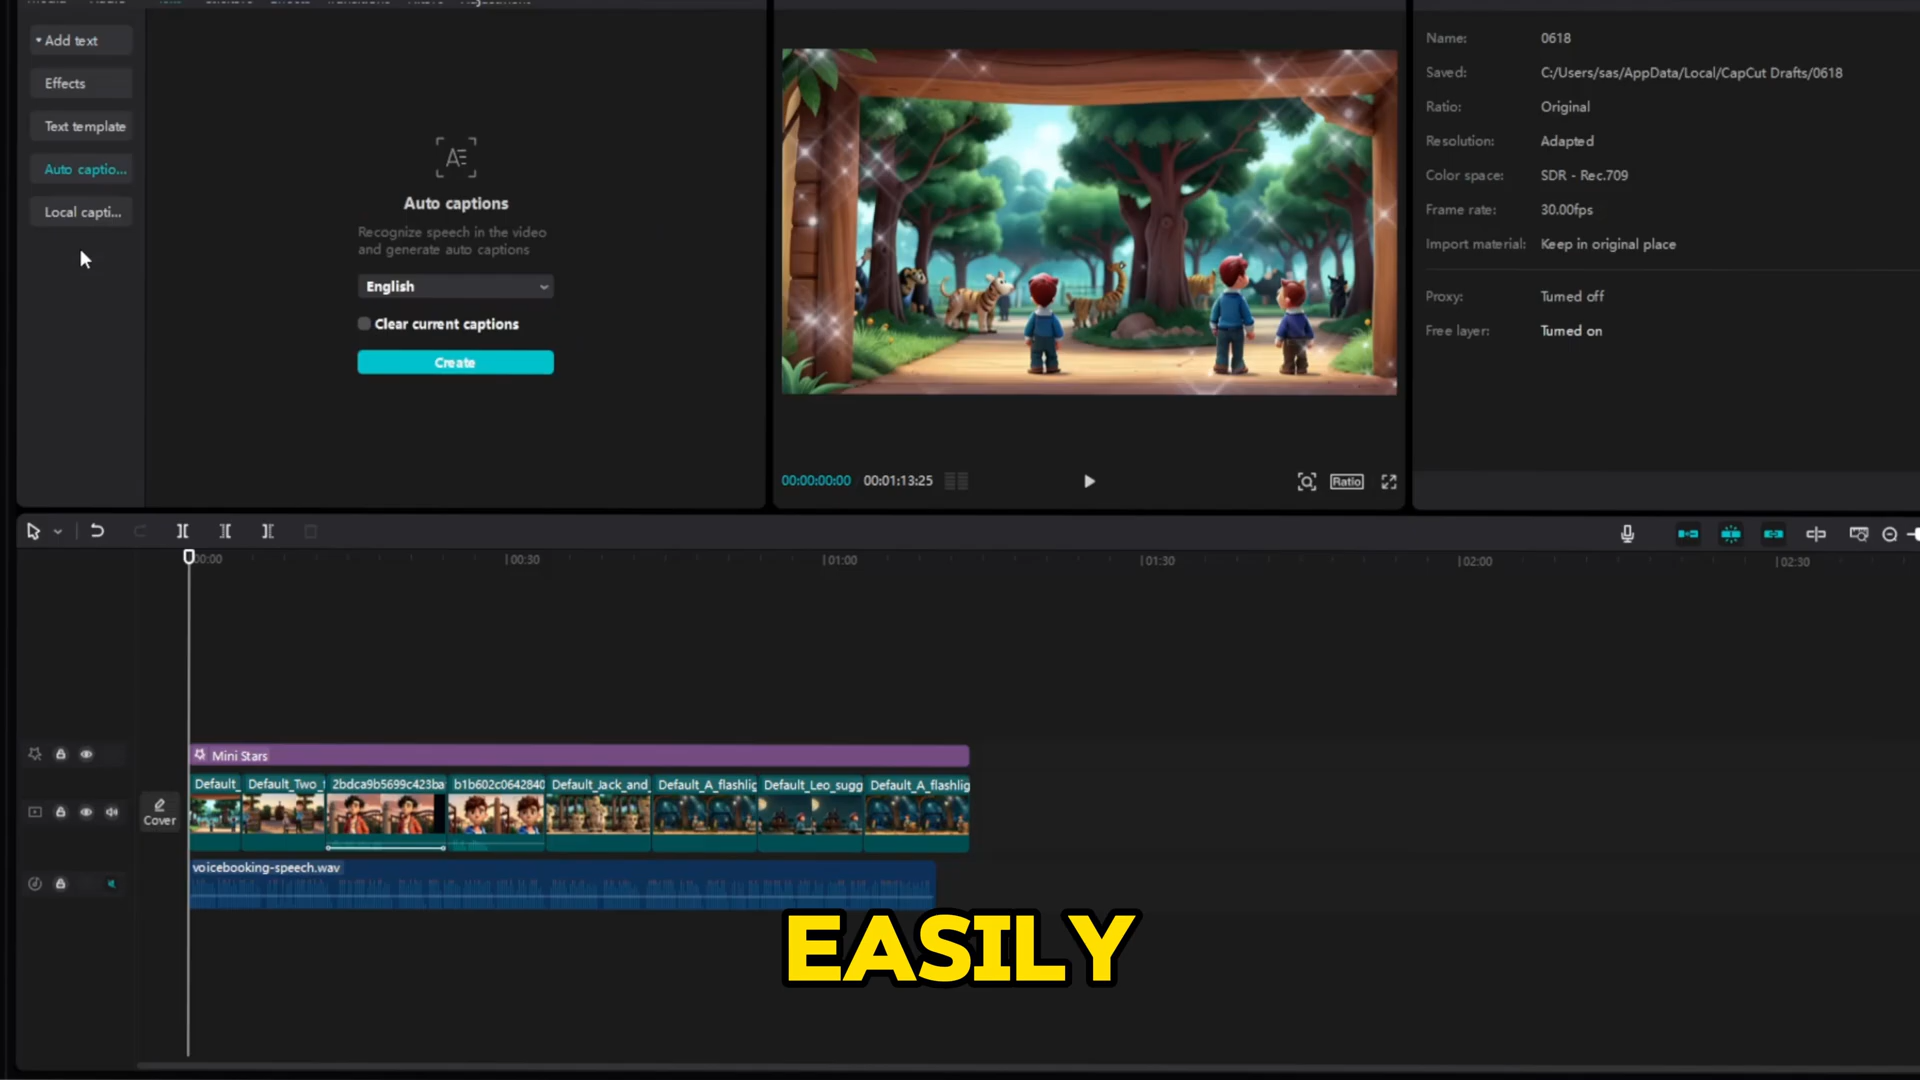 Add text
Effects
Text template
Auto captio...
Local capti...
Auto captions
Recognize speech in the video
and generate auto captions
English
Clear current captions
Create
00:00:00:00 00:01:13:25
Ratio
Name: 0618
Saved: C:/Users/sas/AppData/Local/CapCut Drafts/0618
Ratio: Original
Resolution: Adapted
Color space: SDR - Rec.709
Frame rate: 30.00fps
Import material: Keep in original place
Proxy: Turned off
Free layer: Turned on
00:00 00:30 01:00 01:30 02:00 02:30
Mini Stars
Default_ Default_Two_ 2bdca9b5699c423ba b1b602c0642840 Default_Jack_and_ Default_A_flashlig Default_Leo_sugg Default_A_flashlig
Cover
voicebooking-speech.wav
EASILY